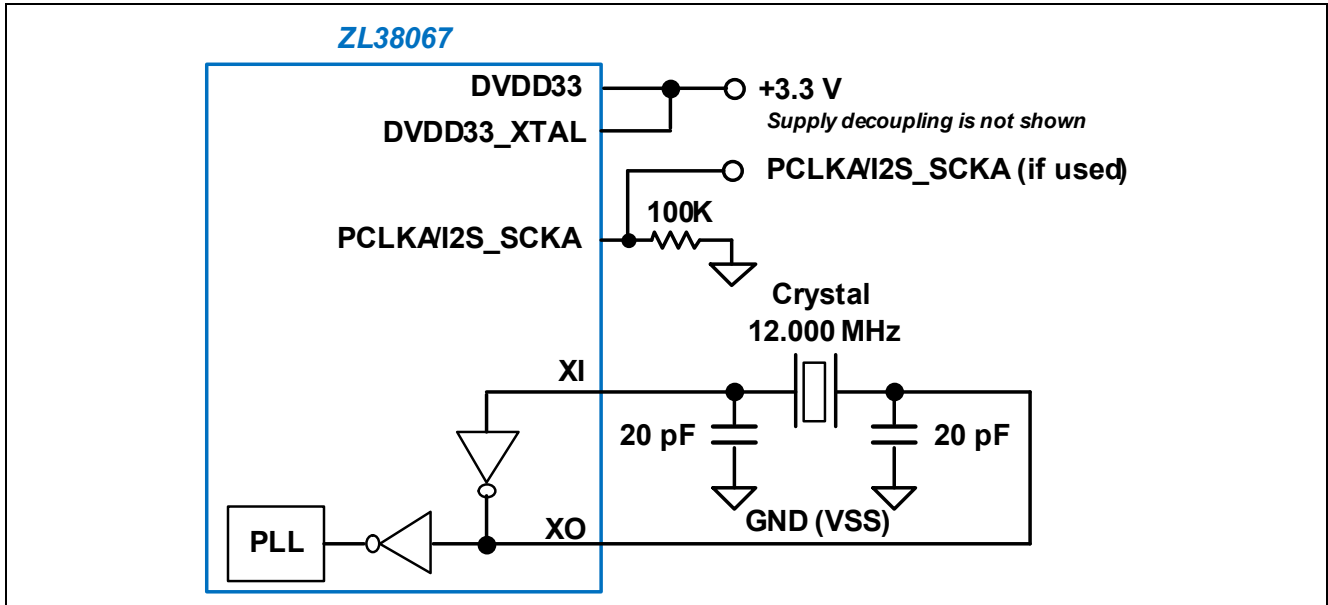 ZL38067
DVDD33
+3.3 V
Supply decoupling is not shown
DVDD33_XTAL
PCLKA/I2S_SCKA (if used)
100K
PCLKA/I2S_SCKA
Crystal
12.000 MHz
XI
20 pF
20 pF
GND (VSS)
XO
PLL